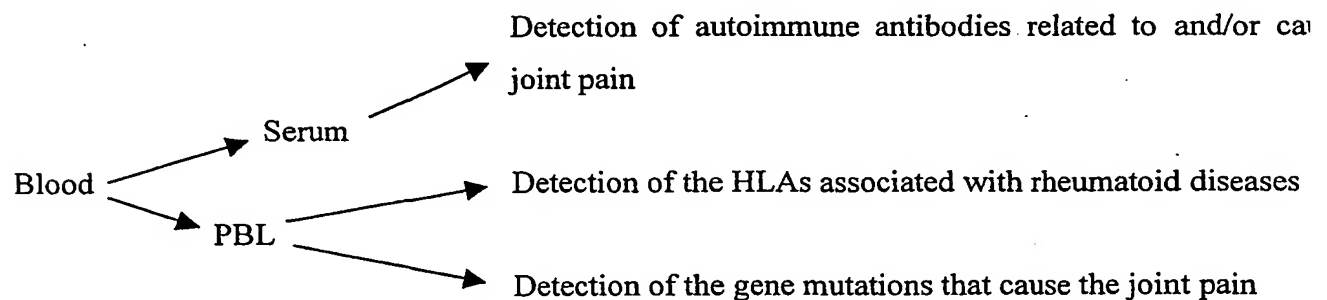 Detection of autoimmune antibodies related to and/or
joint pain
Serum
Blood
Detection of the HLAs associated with rheumatoid diseases
PBL
Detection of the gene mutations that cause the joint pain